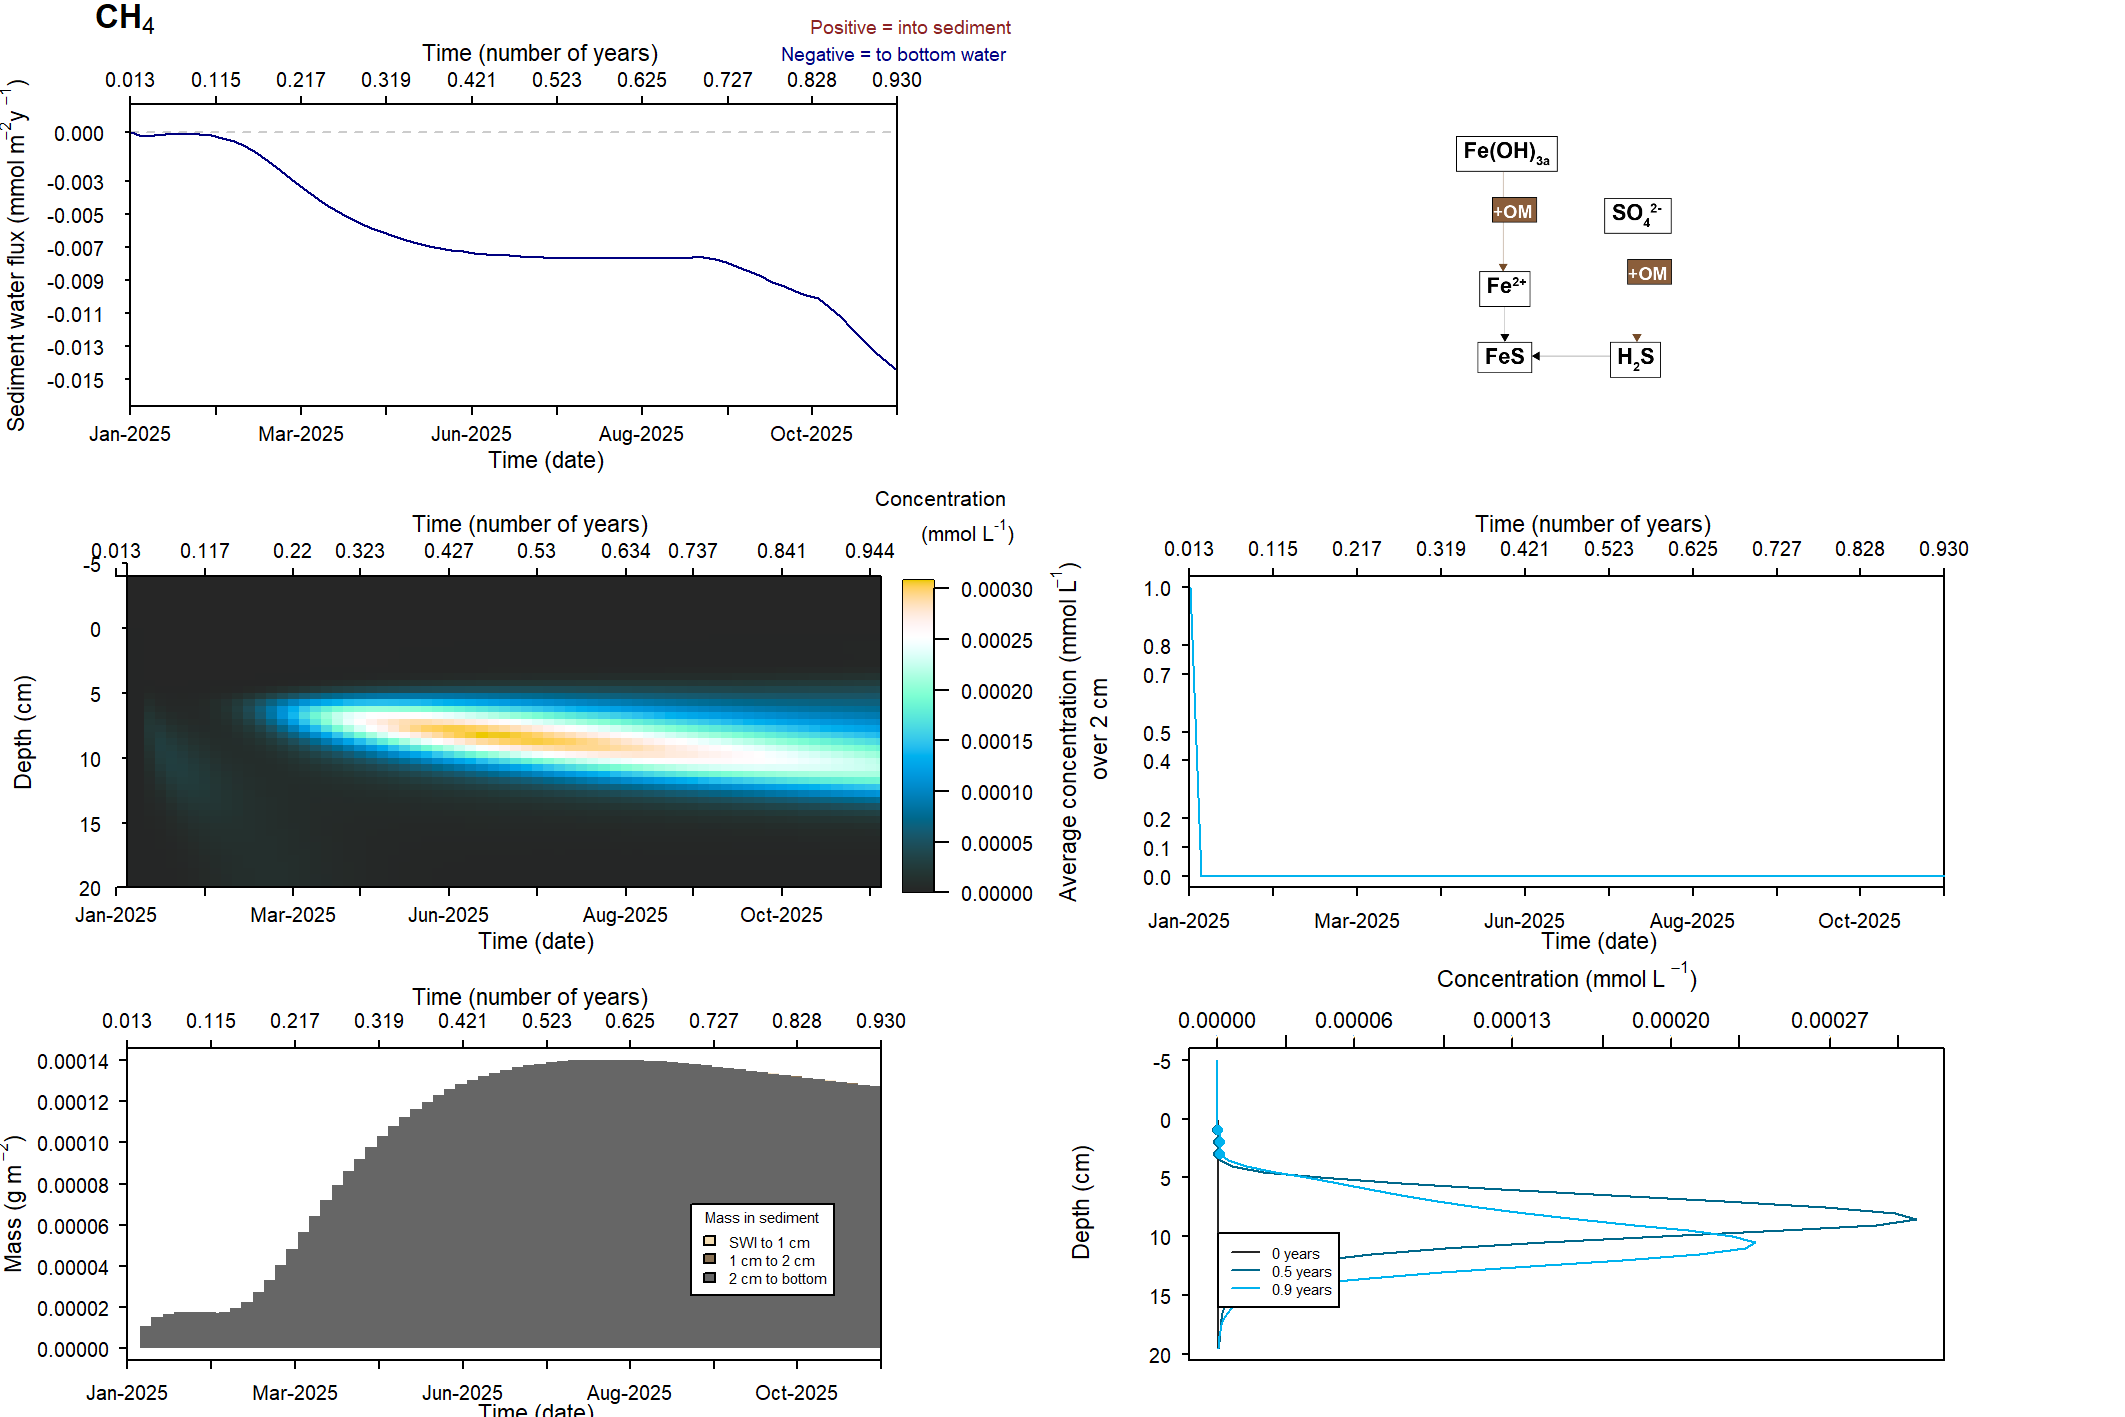 CH4
Positive = into sediment
Negative = to bottom water
Time (number of years)
0.013 0.115 0.217 0.319 0.421 0.523 0.625 0.727 0.828 0.930
Sediment water flux (mmol m−2y−1)
0.000
-0.003
-0.005
-0.007
-0.009
-0.011
-0.013
-0.015
Jan-2025 Mar-2025 Jun-2025 Aug-2025 Oct-2025
Time (date)
Fe(OH)3a
+OM
SO42-
+OM
Fe2+
FeS
H2S
Concentration
(mmol L-1)
Time (number of years)
0.013 0.117 0.22 0.323 0.427 0.53 0.634 0.737 0.841 0.944
Depth (cm)
-5
0
5
10
15
20
Jan-2025 Mar-2025 Jun-2025 Aug-2025 Oct-2025
Time (date)
0.00030
0.00025
0.00020
0.00015
0.00010
0.00005
0.00000
Time (number of years)
0.013 0.115 0.217 0.319 0.421 0.523 0.625 0.727 0.828 0.930
Average concentration (mmol L−1)
over 2 cm
1.0
0.8
0.7
0.5
0.4
0.2
0.1
0.0
Jan-2025 Mar-2025 Jun-2025 Aug-2025 Oct-2025
Time (date)
Time (number of years)
0.013 0.115 0.217 0.319 0.421 0.523 0.625 0.727 0.828 0.930
Mass (g m−2)
0.00014
0.00012
0.00010
0.00008
0.00006
0.00004
0.00002
0.00000
Mass in sediment
SWI to 1 cm
1 cm to 2 cm
2 cm to bottom
Jan-2025 Mar-2025 Jun-2025 Aug-2025 Oct-2025
Time (date)
Concentration (mmol L−1)
0.00000 0.00006 0.00013 0.00020 0.00027
Depth (cm)
-5
0
5
10
15
20
0 years
0.5 years
0.9 years